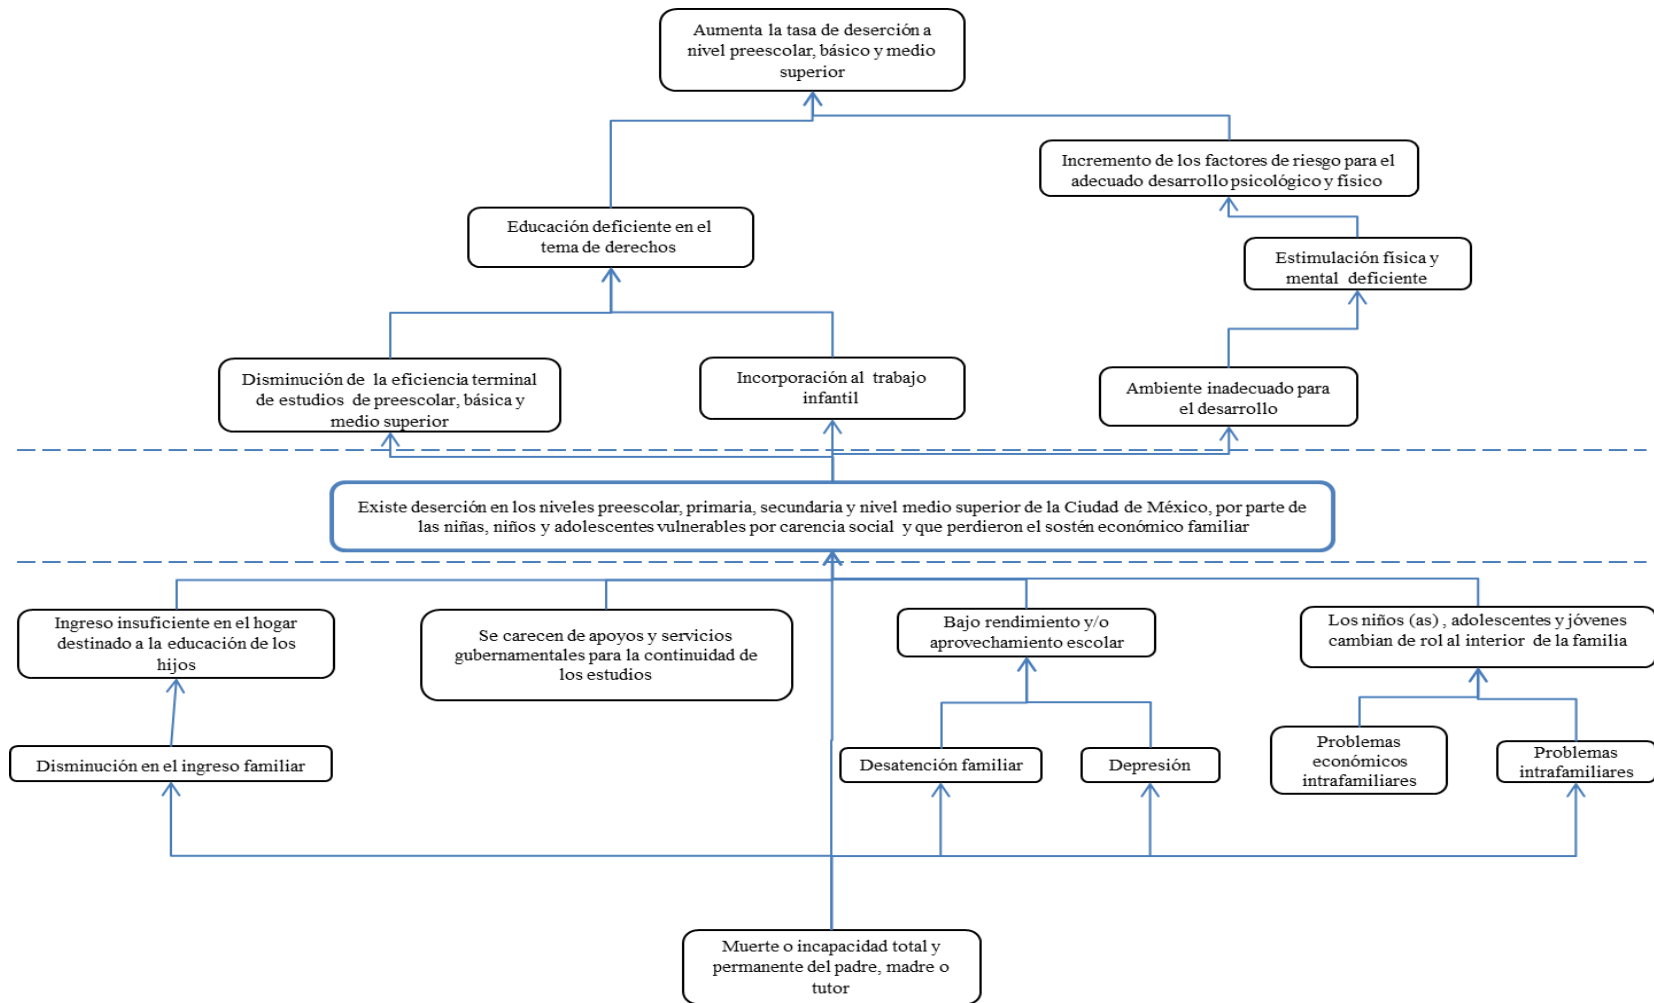 Aumenta la tasa de deserción a
nivel preescolar, básico y medio
superior
Incremento de los factores de riesgo para el
adecuado desarrollo psicológico y físico
Educación deficiente en el
tema de derechos
Estimulación física y
mental deficiente
Disminución de la eficiencia terminal
de estudios de preescolar, básica y
medio superior
Incorporación al trabajo
infantil
Ambiente inadecuado para
el desarrollo
Existe deserción en los niveles preescolar, primaria, secundaria y nivel medio superior de la Ciudad de México, por parte de
las niñas, niños y adolescentes vulnerables por carencia social y que perdieron el sostén económico familiar
Ingreso insuficiente en el hogar
destinado a la educación de los
hijos
Se carecen de apoyos y servicios
gubernamentales para la continuidad de
los estudios
Bajo rendimiento y/o
aprovechamiento escolar
Los niños (as) , adolescentes y jóvenes
cambian de rol al interior de la familia
Disminución en el ingreso familiar
Desatención familiar
Depresión
Problemas
económicos
intrafamiliares
Problemas
intrafamiliares
Muerte o incapacidad total y
permanente del padre, madre o
tutor